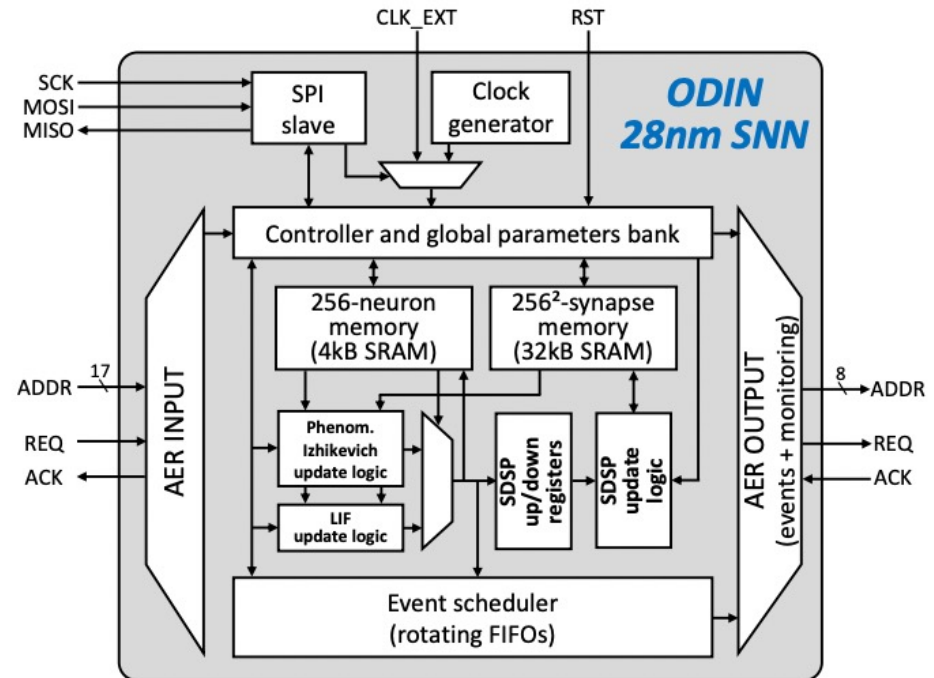 CLK_EXT
RST
SCK
MOSI
MISO
SPI
slave
Clock
generator
ODIN
28nm SNN
Controller and global parameters bank
256-neuron
memory
(4kB SRAM)
256²-synapse
memory
(32kB SRAM)
ADDR
17
REQ
ACK
AER INPUT
Phenom.
Izhikevich
update logic
LIF
update logic
SDSP
up/down
registers
SDSP
update
logic
AER OUTPUT
(events + monitoring)
8
ADDR
REQ
ACK
Event scheduler
(rotating FIFOs)